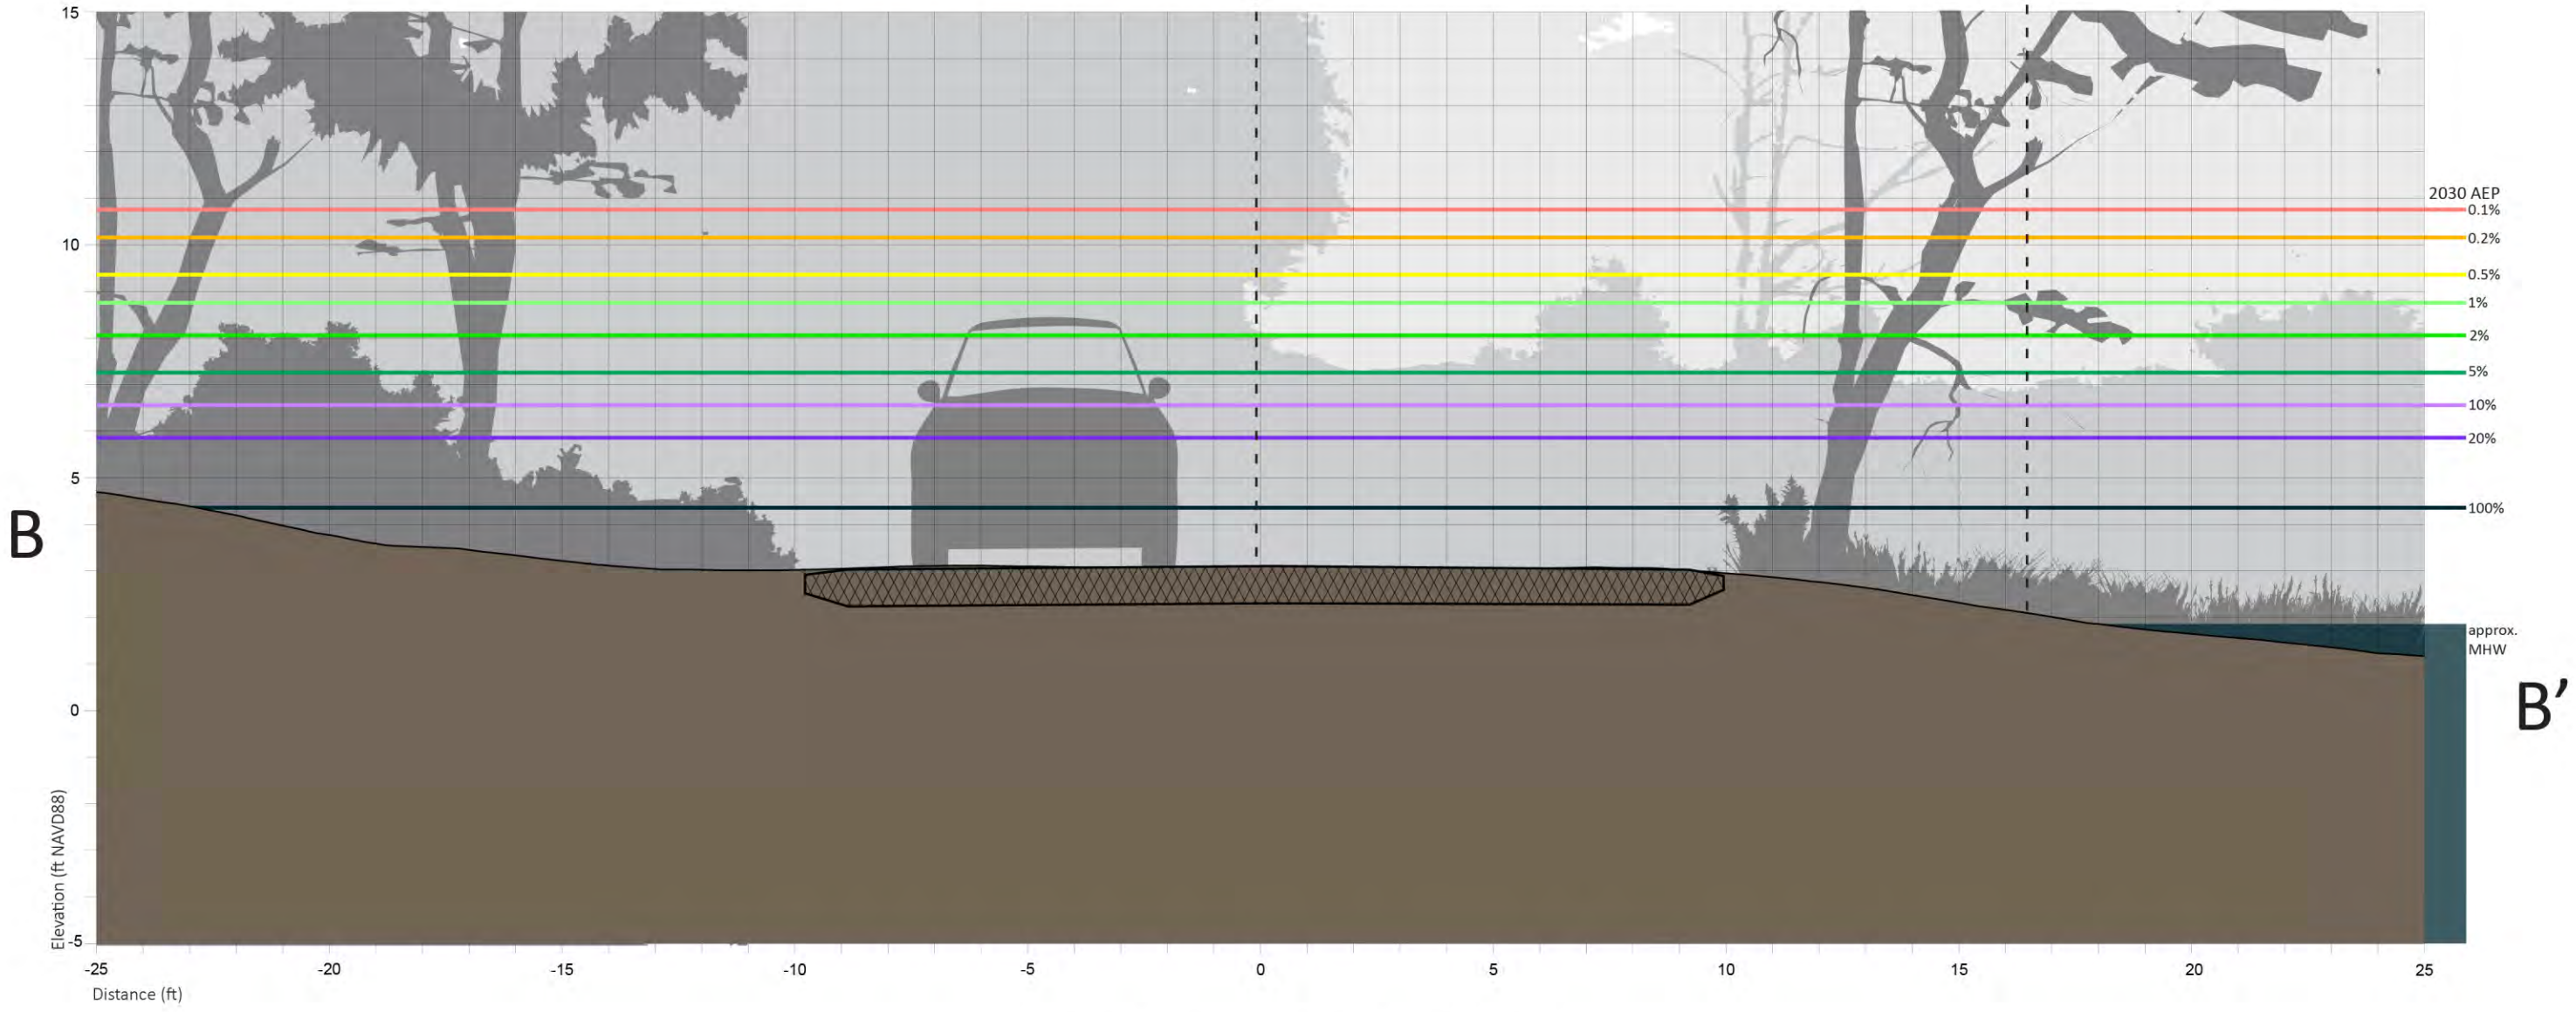 15
10
5
0
-5
2030 AEP
0.1%
0.2%
0.5%
1%
2%
5%
10%
20%
100%
approx.
MHW
B
B’
Elevation (ft NAVD88)
-25 -20 -15 -10 -5 0 5 10 15 20 25
Distance (ft)